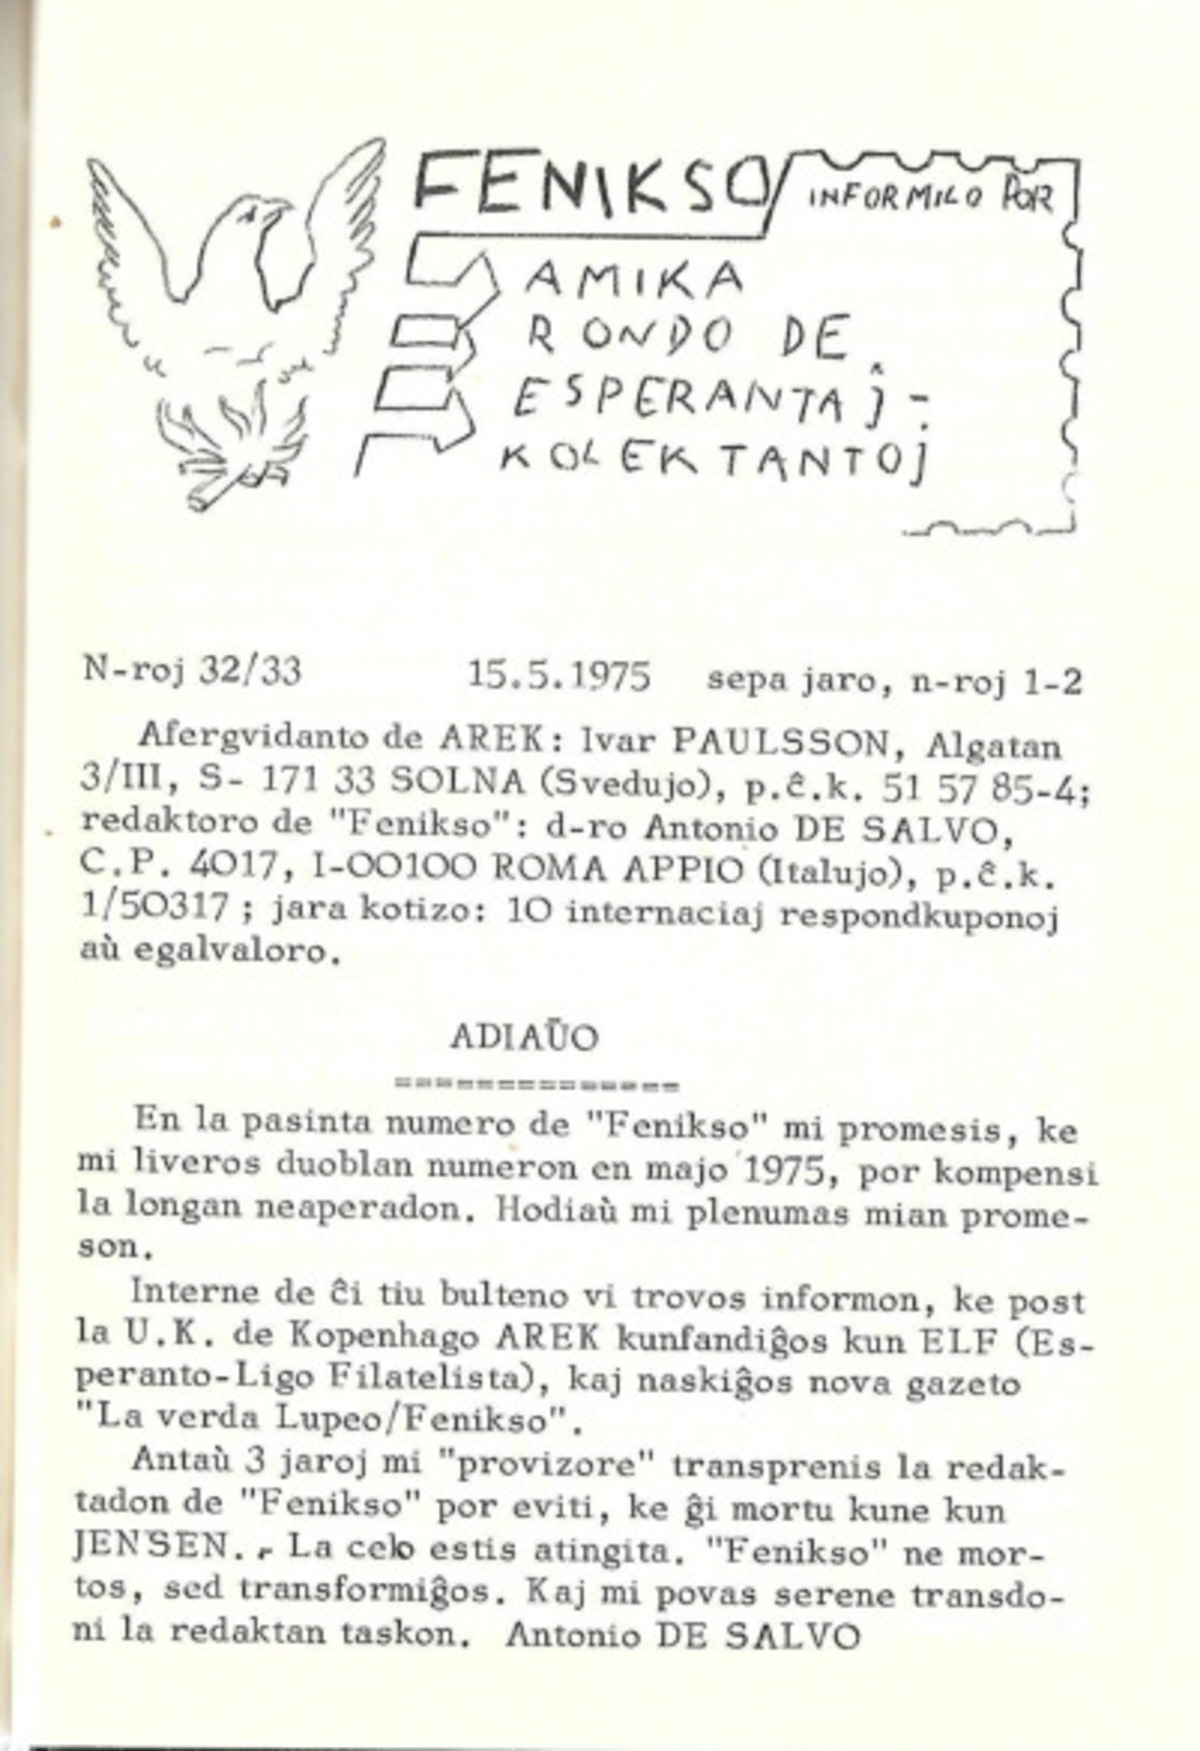 FENIKSO
INFORMILO POR
AMIKA
RONDO DE
ESPERANTAĴ-
KOLEKTANTOJ
N-roj 32/33 15.5.1975 sepa jaro, n-roj 1-2
Afergvidanto de AREK: Ivar PAULSSON, Algatan
3/III, S- 171 33 SOLNA (Svedujo), p.ĉ.k. 51 57 85-4;
redaktoro de "Fenikso": d-ro Antonio DE SALVO,
C.P. 4017, I-00100 ROMA APPIO (Italujo), p.ĉ.k.
1/50317 ; jara kotizo: 10 internaciaj respondkuponoj
aù egalvaloro.
ADIAŬO
==============
En la pasinta numero de "Fenikso" mi promesis, ke
mi liveros duoblan numeron en majo 1975, por kompensi
la longan neaperadon. Hodiaù mi plenumas mian prome-
son.
Interne de ĉi tiu bulteno vi trovos informon, ke post
la U.K. de Kopenhago AREK kunfandiĝos kun ELF (Es-
peranto-Ligo Filatelista), kaj naskiĝos nova gazeto
"La verda Lupeo/Fenikso".
Antaù 3 jaroj mi "provizore" transprenis la redak-
tadon de "Fenikso" por eviti, ke ĝi mortu kune kun
JENSEN. - La celo estis atingita. "Fenikso" ne mor-
tos, sed transformiĝos. Kaj mi povas serene transdo-
ni la redaktan taskon. Antonio DE SALVO